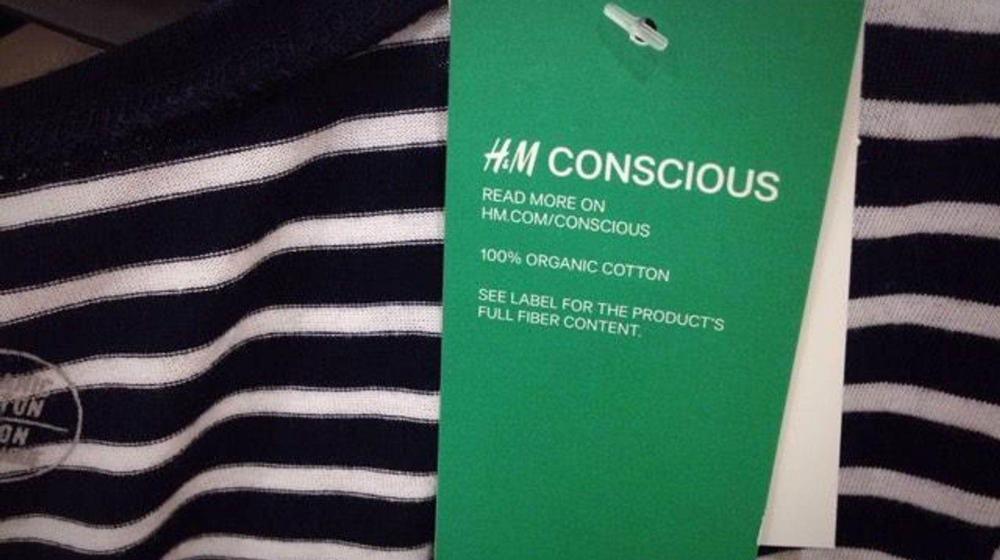 H&M CONSCIOUS
READ MORE ON
HM.COM/CONSCIOUS
100% ORGANIC COTTON
SEE LABEL FOR THE PRODUCT'S
FULL FIBER CONTENT.